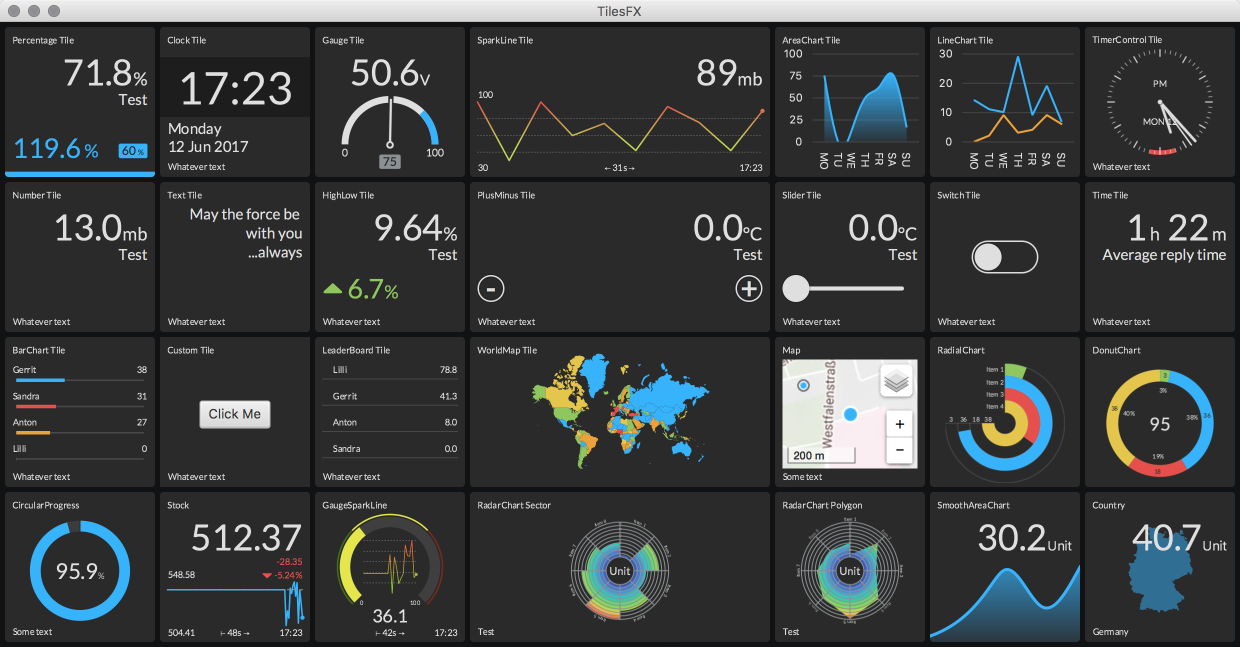 TilesFX
Percentage Tile
71.8%
Test
119.6 %
60 %
Clock Tile
17:23
Monday
12 Jun 2017
Whatever text
Gauge Tile
50.6V
0
100
75
SparkLine Tile
89mb
100
30
←31s→
17:23
AreaChart Tile
100
75
50
25
0
MO
TU
WE
TH
FR
SA
SU
LineChart Tile
30
20
10
0
MO
TU
WE
TH
FR
SA
SU
TimerControl Tile
PM
Whatever text
Number Tile
13.0mb
Test
Whatever text
Text Tile
May the force be
with you
...always
Whatever text
HighLow Tile
9.64%
Test
6.7%
Whatever text
PlusMinus Tile
0.0°C
Test
-
+
Whatever text
Slider Tile
0.0°C
Test
Whatever text
Switch Tile
Whatever text
Time Tile
1h 22m
Average reply time
Whatever text
BarChart Tile
Gerrit 38
Sandra 31
Anton 27
Lilli 0
Whatever text
Custom Tile
Click Me
Whatever text
LeaderBoard Tile
Lilli 78.8
Gerrit 41.3
Anton 8.0
Sandra 0.0
Whatever text
WorldMap Tile
Map
Westfalenstraß
+
−
200 m
Some text
RadialChart
Item 1
Item 2
Item 3
Item 4
3 36 18 38
DonutChart
3
3%
38
40%
95
38%
36
19%
18
CircularProgress
95.9%
Some text
Stock
512.37
-28.35
-5.24%
548.58
504.41
⊢ 48s →
17:23
GaugeSparkLine
0
100
36.1
⊢ 42s →
17:23
RadarChart Sector
Unit
Test
RadarChart Polygon
Unit
Test
SmoothAreaChart
30.2Unit
Country
40.7 Unit
Germany